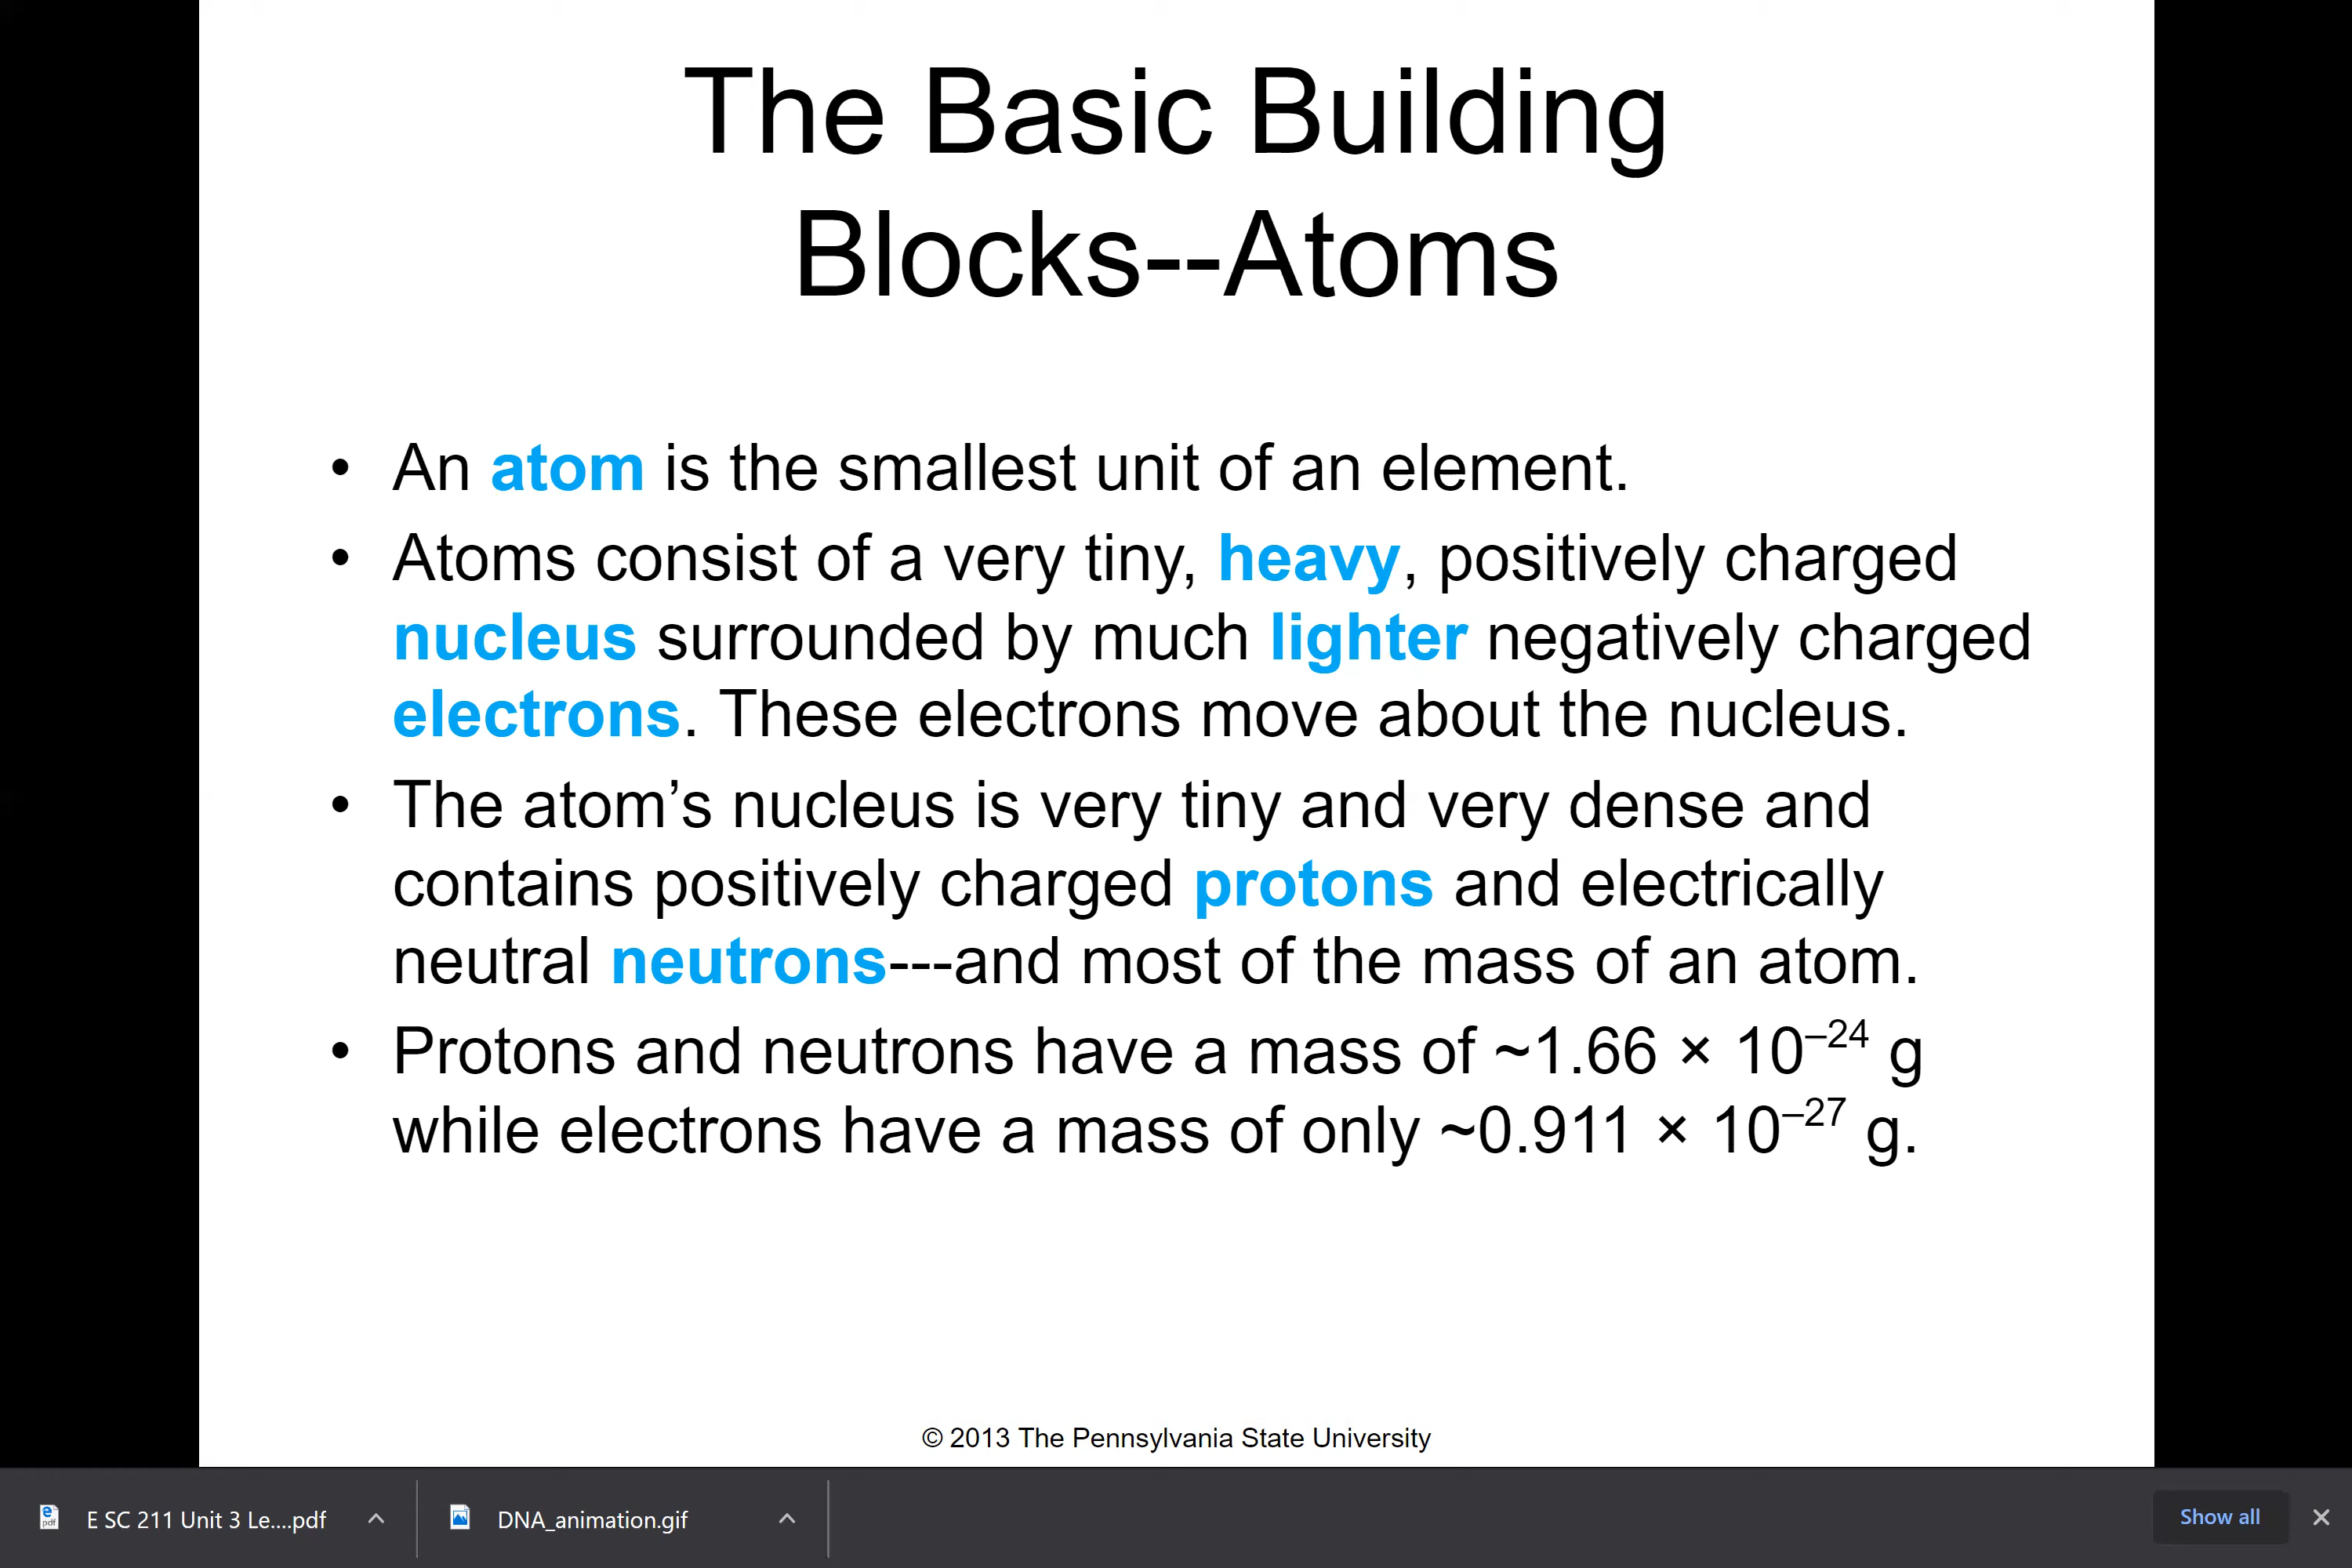 The Basic Building
Blocks--Atoms
• An atom is the smallest unit of an element.
• Atoms consist of a very tiny, heavy, positively charged
nucleus surrounded by much lighter negatively charged
electrons. These electrons move about the nucleus.
• The atom’s nucleus is very tiny and very dense and
contains positively charged protons and electrically
neutral neutrons---and most of the mass of an atom.
• Protons and neutrons have a mass of ~1.66 × 10⁻²⁴ g
while electrons have a mass of only ~0.911 × 10⁻²⁷ g.
© 2013 The Pennsylvania State University
E SC 211 Unit 3 Le....pdf
DNA_animation.gif
Show all